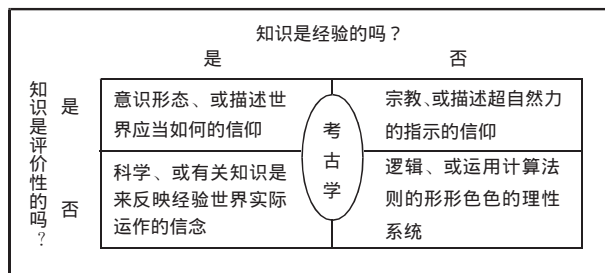 知识是经验的吗？
是
否
知识是评价性的吗？
是
意识形态、或描述世
界应当如何的信仰
宗教、或描述超自然力
的指示的信仰
考古学
否
科学、或有关知识是
来反映经验世界实际
运作的信念
逻辑、或运用计算法
则的形形色色的理性
系统